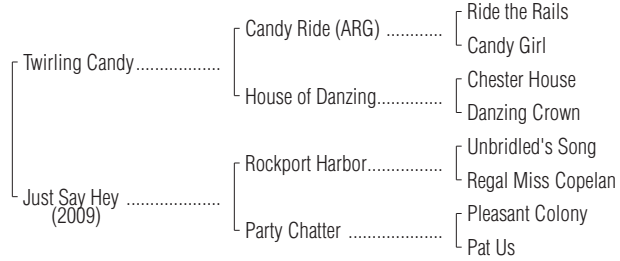 Ride the Rails
Candy Ride (ARG) ............
Candy Girl
Twirling Candy..................
Chester House
House of Danzing..............
Danzing Crown
Unbridled's Song
Rockport Harbor................
Regal Miss Copelan
Just Say Hey ....................
(2009)
Pleasant Colony
Party Chatter ....................
Pat Us